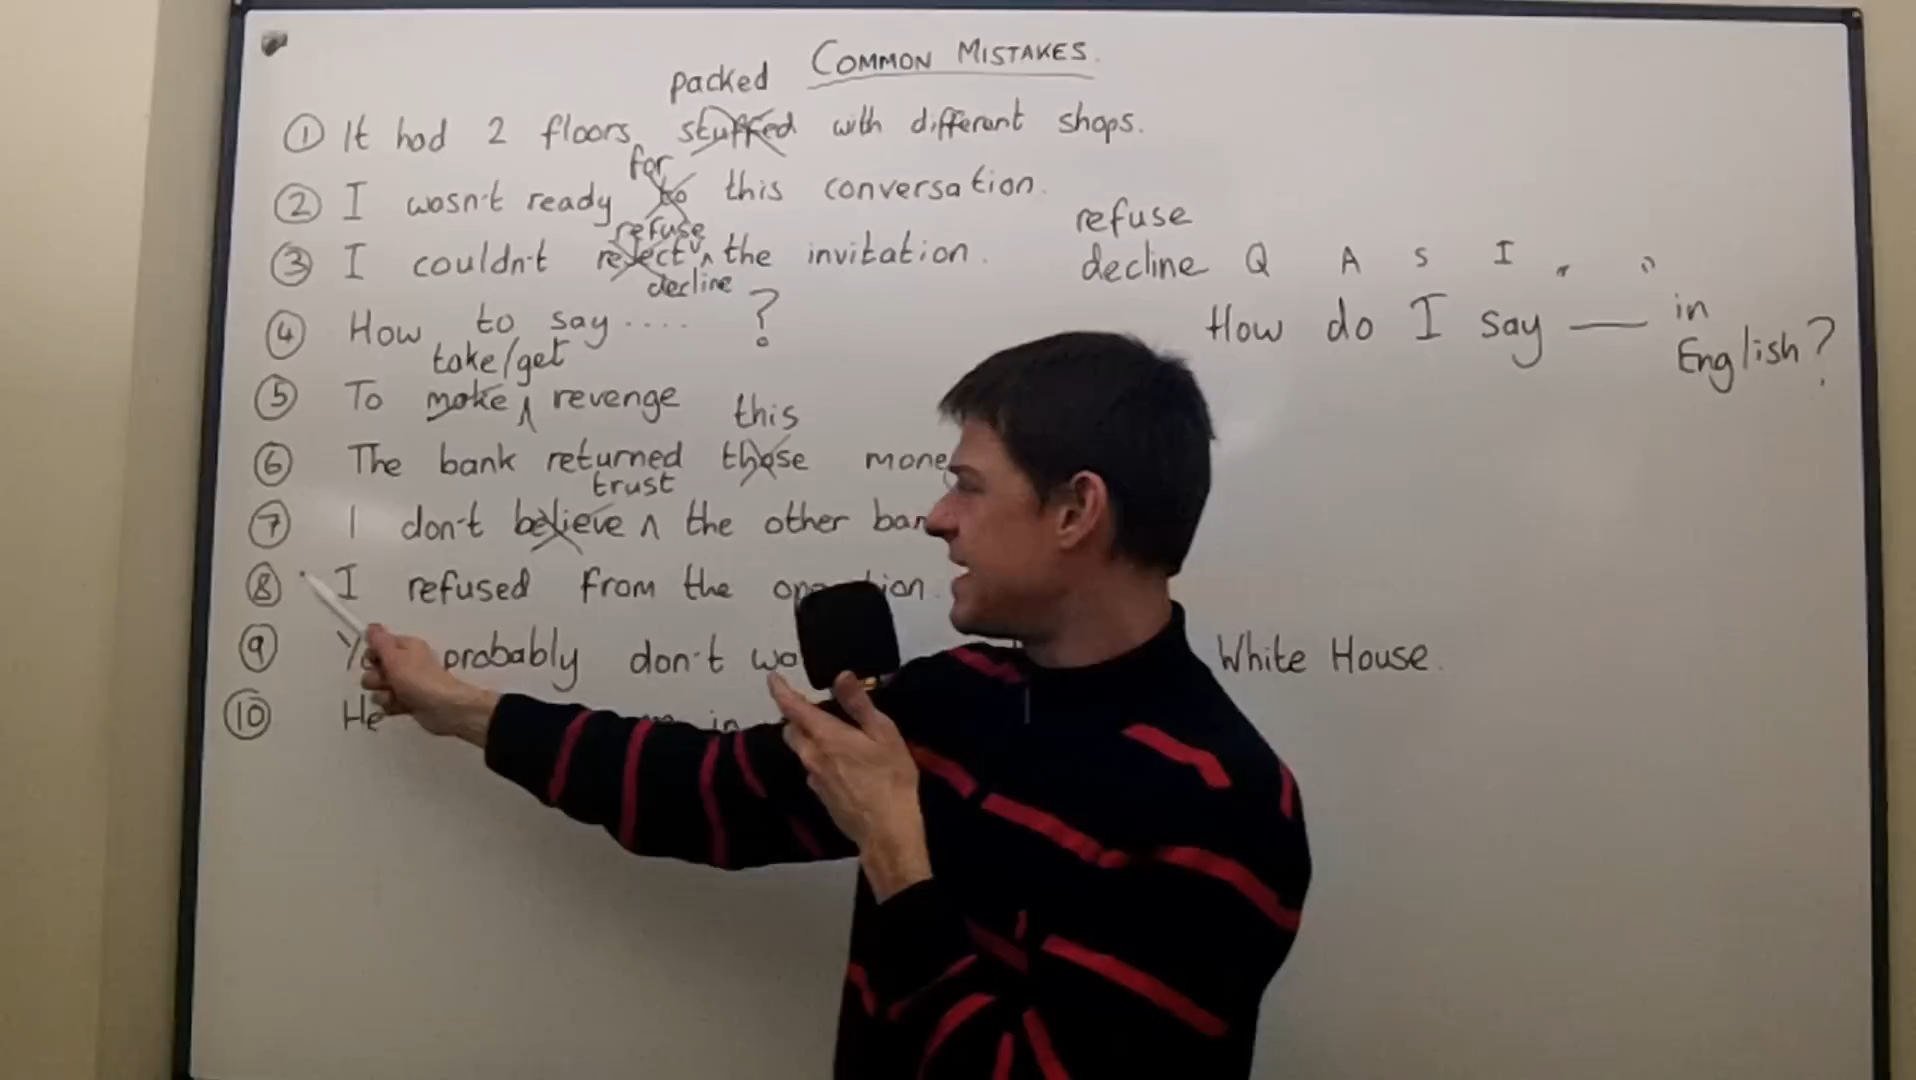 COMMON MISTAKES.
packed
① It had 2 floors stuffed with different shops.
for
② I wasn't ready to this conversation.
refuse
③ I couldn't reject ^ the invitation.
decline
④ How to say .... ?
take/get
⑤ To make ^ revenge
this
⑥ The bank returned those
trust
⑦ I don't believe ^ the other
⑧ I refused from the
⑨ probably don't White House.
⑩ He in
refuse
decline Q A S I
How do I say — in English?